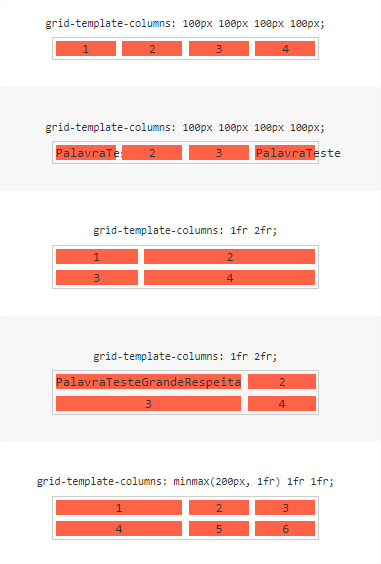 grid-template-columns: 100px 100px 100px 100px;
1 2 3 4
grid-template-columns: 100px 100px 100px 100px;
PalavraTes 2 3 PalavraTeste
grid-template-columns: 1fr 2fr;
1 2
3 4
grid-template-columns: 1fr 2fr;
PalavraTesteGrandeRespeita 2
3 4
grid-template-columns: minmax(200px, 1fr) 1fr 1fr;
1 2 3
4 5 6